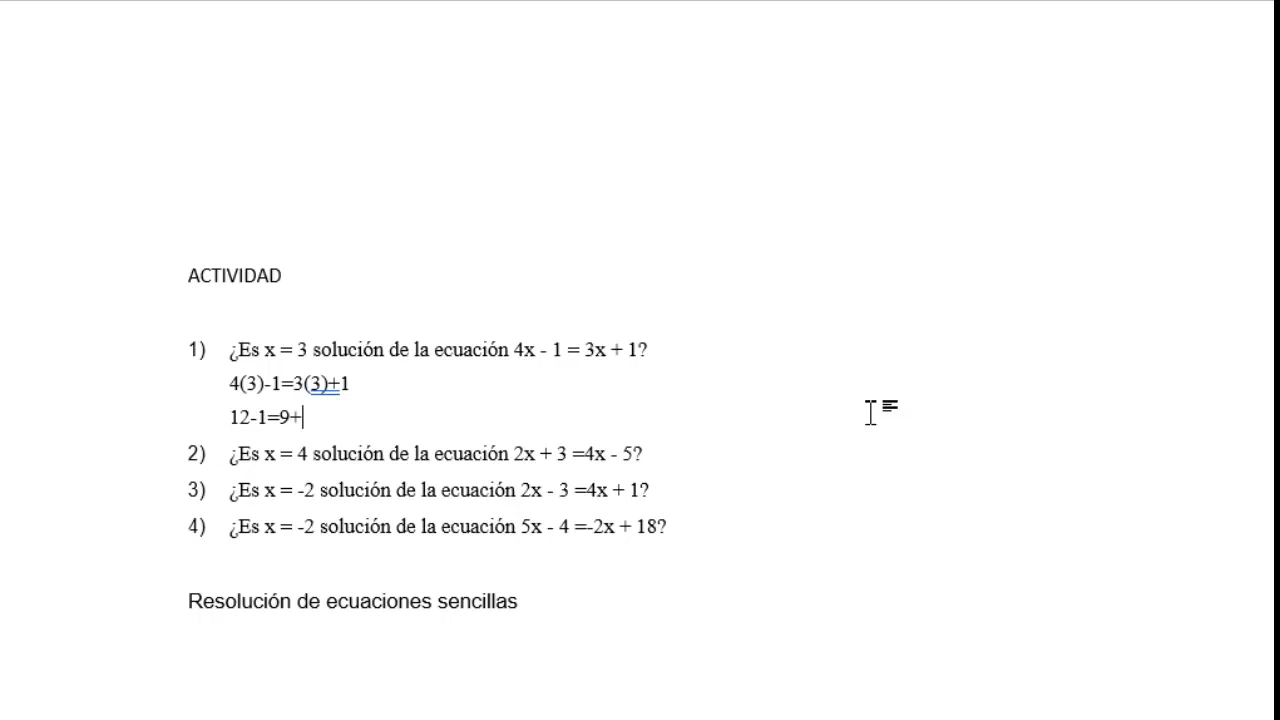 ACTIVIDAD
1) ¿Es x = 3 solución de la ecuación 4x - 1 = 3x + 1?
4(3)-1=3(3)+1
12-1=9+
2) ¿Es x = 4 solución de la ecuación 2x + 3 =4x - 5?
3) ¿Es x = -2 solución de la ecuación 2x - 3 =4x + 1?
4) ¿Es x = -2 solución de la ecuación 5x - 4 =-2x + 18?
Resolución de ecuaciones sencillas